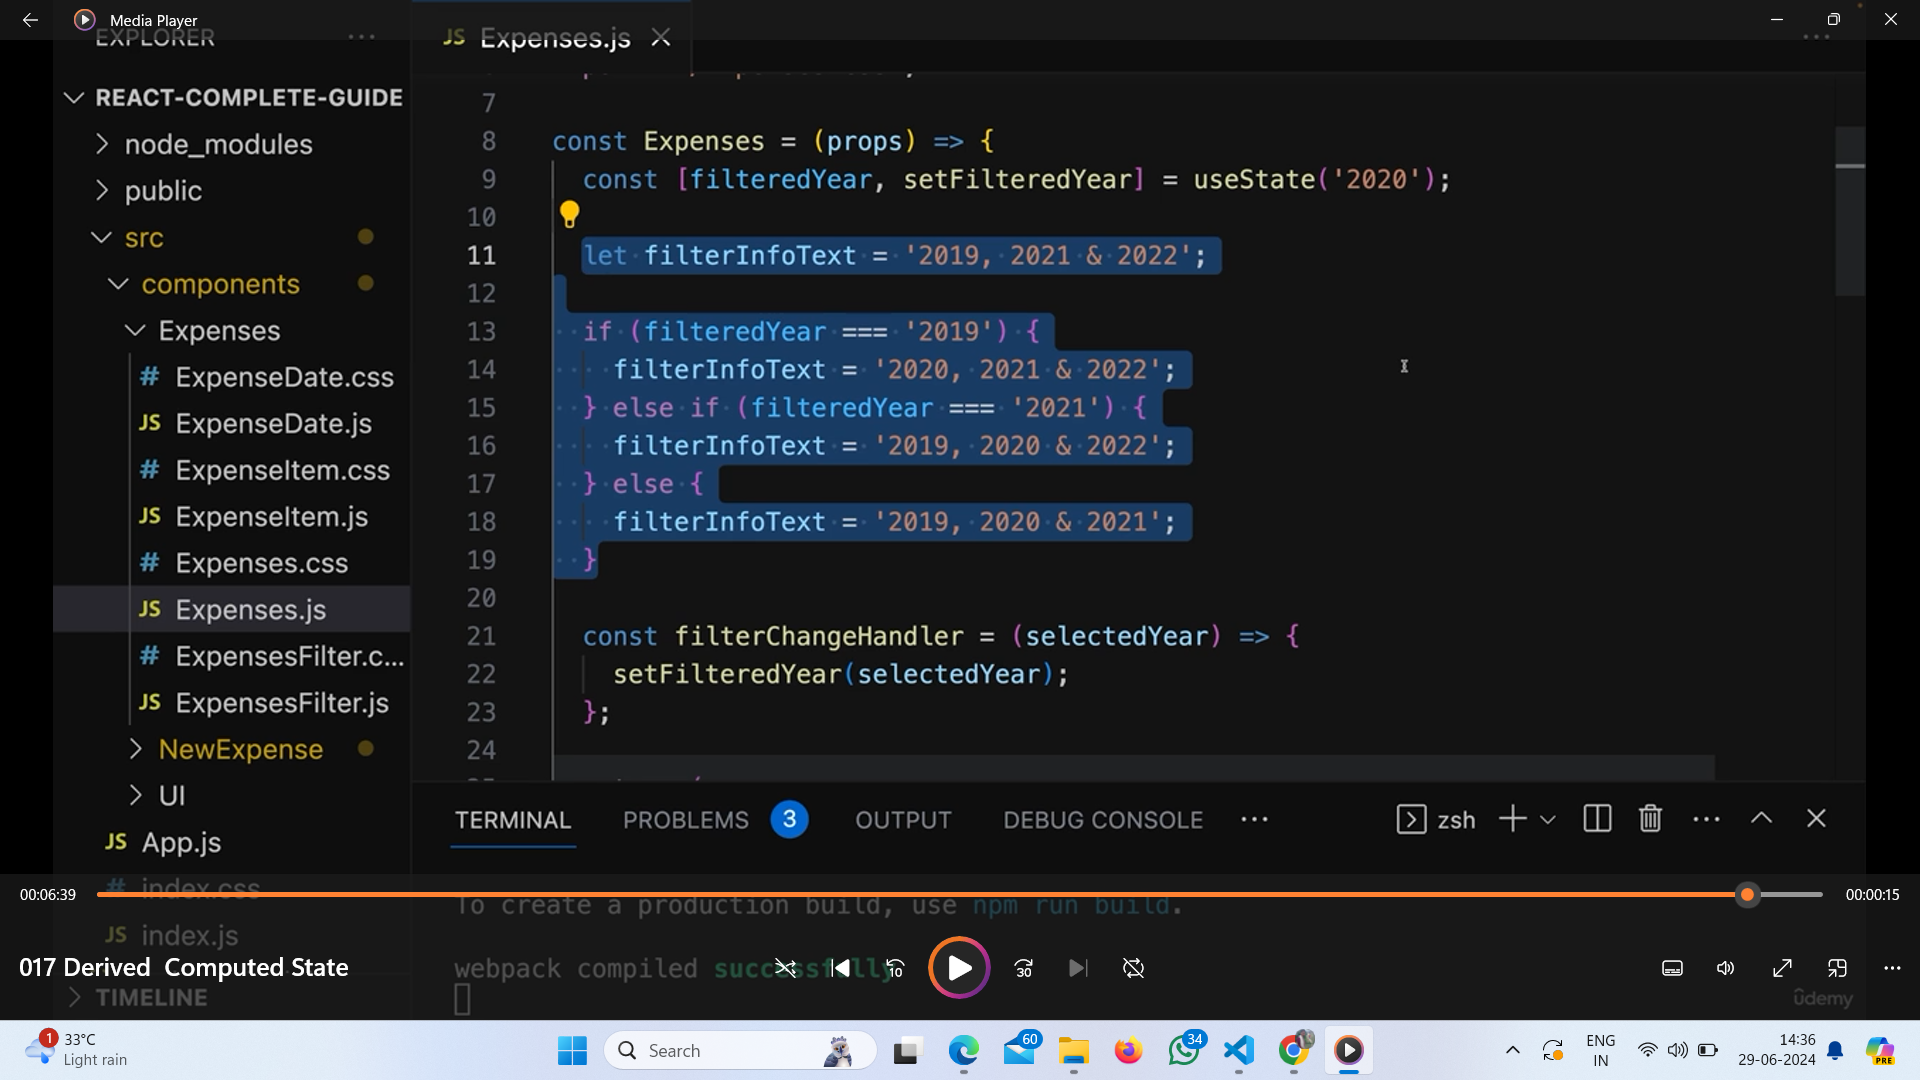 Media Player
EXPLORER
JS Expenses.js
REACT-COMPLETE-GUIDE
node_modules
public
src
components
Expenses
# ExpenseDate.css
JS ExpenseDate.js
# ExpenseItem.css
JS ExpenseItem.js
# Expenses.css
JS Expenses.js
# ExpensesFilter.c...
JS ExpensesFilter.js
NewExpense
UI
JS App.js
# index.css
JS index.js
TIMELINE
7
8 const Expenses = (props) => {
9 const [filteredYear, setFilteredYear] = useState('2020');
10
11 let filterInfoText = '2019, 2021 & 2022';
12
13 if (filteredYear === '2019') {
14 filterInfoText = '2020, 2021 & 2022';
15 } else if (filteredYear === '2021') {
16 filterInfoText = '2019, 2020 & 2022';
17 } else {
18 filterInfoText = '2019, 2020 & 2021';
19 }
20
21 const filterChangeHandler = (selectedYear) => {
22 setFilteredYear(selectedYear);
23 };
24
TERMINAL PROBLEMS 3 OUTPUT DEBUG CONSOLE zsh
00:06:39 00:00:15
To create a production build, use npm run build.
017 Derived Computed State
webpack compiled successfully
10 30
ûdemy
1 33°C
Light rain
Search
60
34
ENG
IN
14:36
29-06-2024
PRE